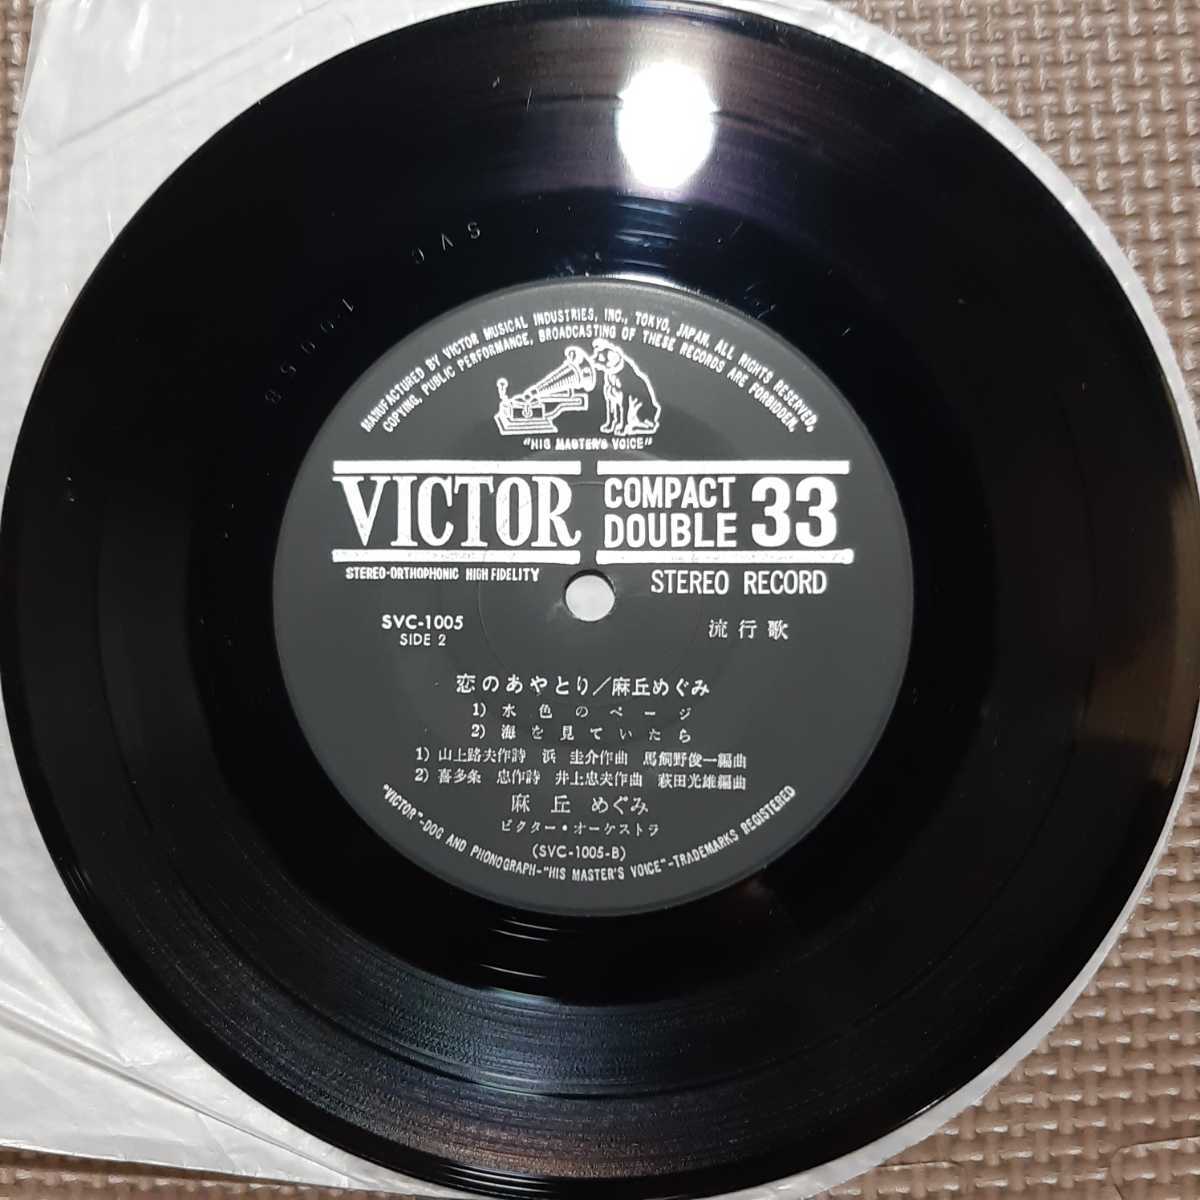 SVC 1005B
MANUFACTURED BY VICTOR MUSICAL INDUSTRIES, INC., TOKYO, JAPAN. ALL RIGHTS RESERVED.
COPYING, PUBLIC PERFORMANCE, BROADCASTING OF THESE RECORDS ARE FORBIDDEN.
"HIS MASTER'S VOICE"
VICTOR COMPACT DOUBLE 33
STEREO-ORTHOPHONIC HIGH FIDELITY STEREO RECORD
SVC-1005 流行歌
SIDE 2
恋のあやとり/麻丘めぐみ
1) 水色のページ
2) 海を見ていたら
1) 山上路夫作詩 浜 圭介作曲 馬飼野俊一編曲
2) 喜多条 忠作詩 井上忠夫作曲 萩田光雄編曲
麻丘 めぐみ
ビクター・オーケストラ
(SVC-1005-B)
"VICTOR"-DOG AND PHONOGRAPH-"HIS MASTER'S VOICE"-TRADEMARKS REGISTERED